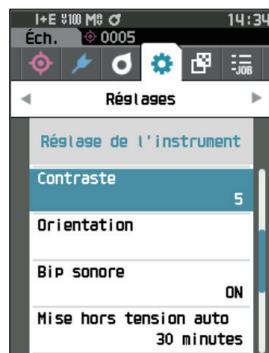 I+E 100 M 14:34
Éch. 0005
-JOB
Réglages
Réglage de l'instrument
Contraste
5
Orientation
Bip sonore
ON
Mise hors tension auto
30 minutes